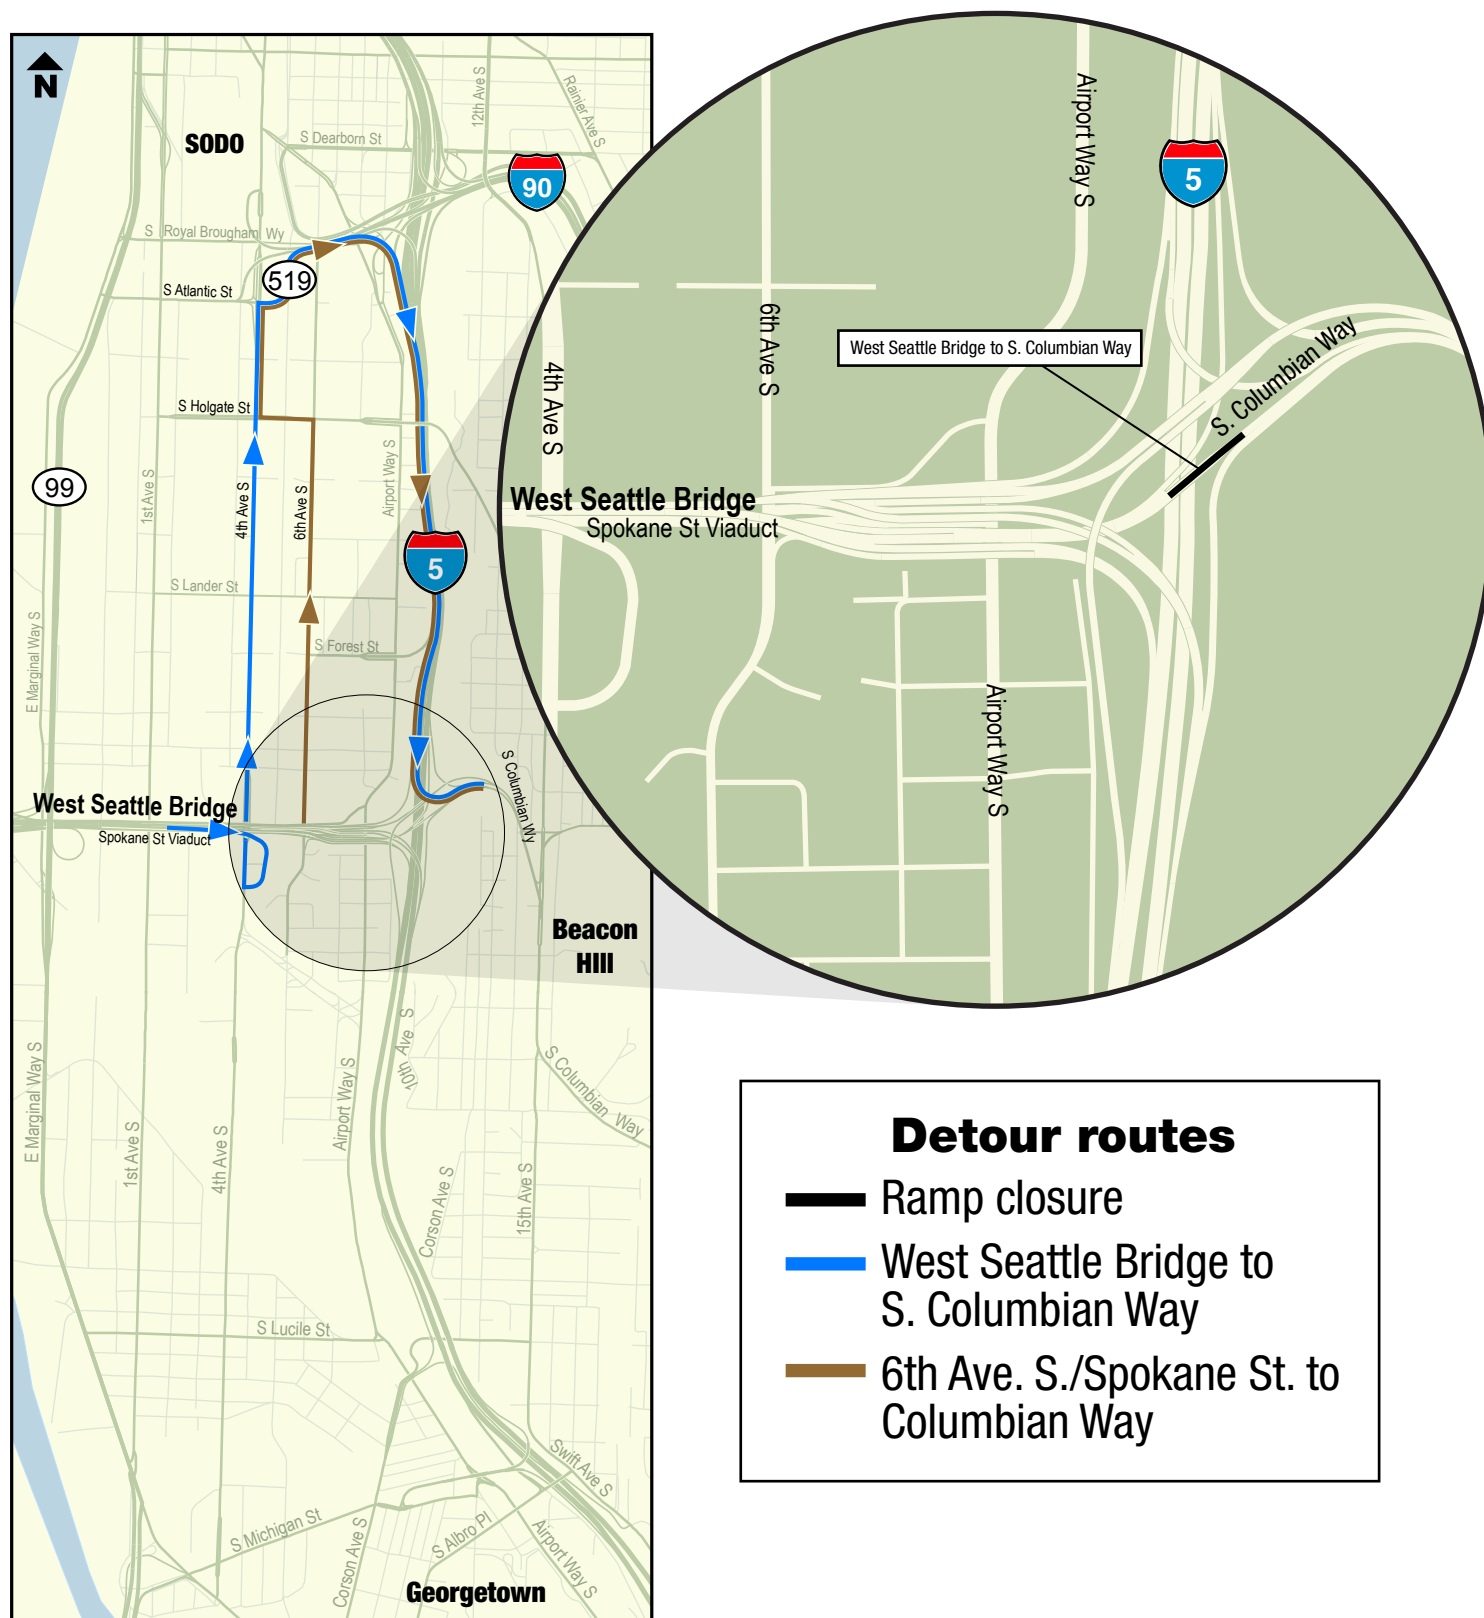 N
SODO
S Dearborn St
12th Ave S
Rainier Ave S
90
S Royal Brougham Wy
519
S Atlantic St
S Holgate St
99
1st Ave S
4th Ave S
6th Ave S
Airport Way S
5
S Lander St
S Forest St
E Marginal Way S
West Seattle Bridge
Spokane St Viaduct
S Columbian Wy
Beacon
HIll
10th Ave S
E Marginal Way S
1st Ave S
4th Ave S
Airport Way S
S Columbian Way
Corson Ave S
15th Ave S
S Lucile St
Swift Ave S
S Michigan St
Corson Ave S
S Albro Pl
Airport Way S
Georgetown
Airport Way S
5
6th Ave S
4th Ave S
West Seattle Bridge to S. Columbian Way
S. Columbian Way
West Seattle Bridge
Spokane St Viaduct
Airport Way S
Detour routes
Ramp closure
West Seattle Bridge to
S. Columbian Way
6th Ave. S./Spokane St. to
Columbian Way